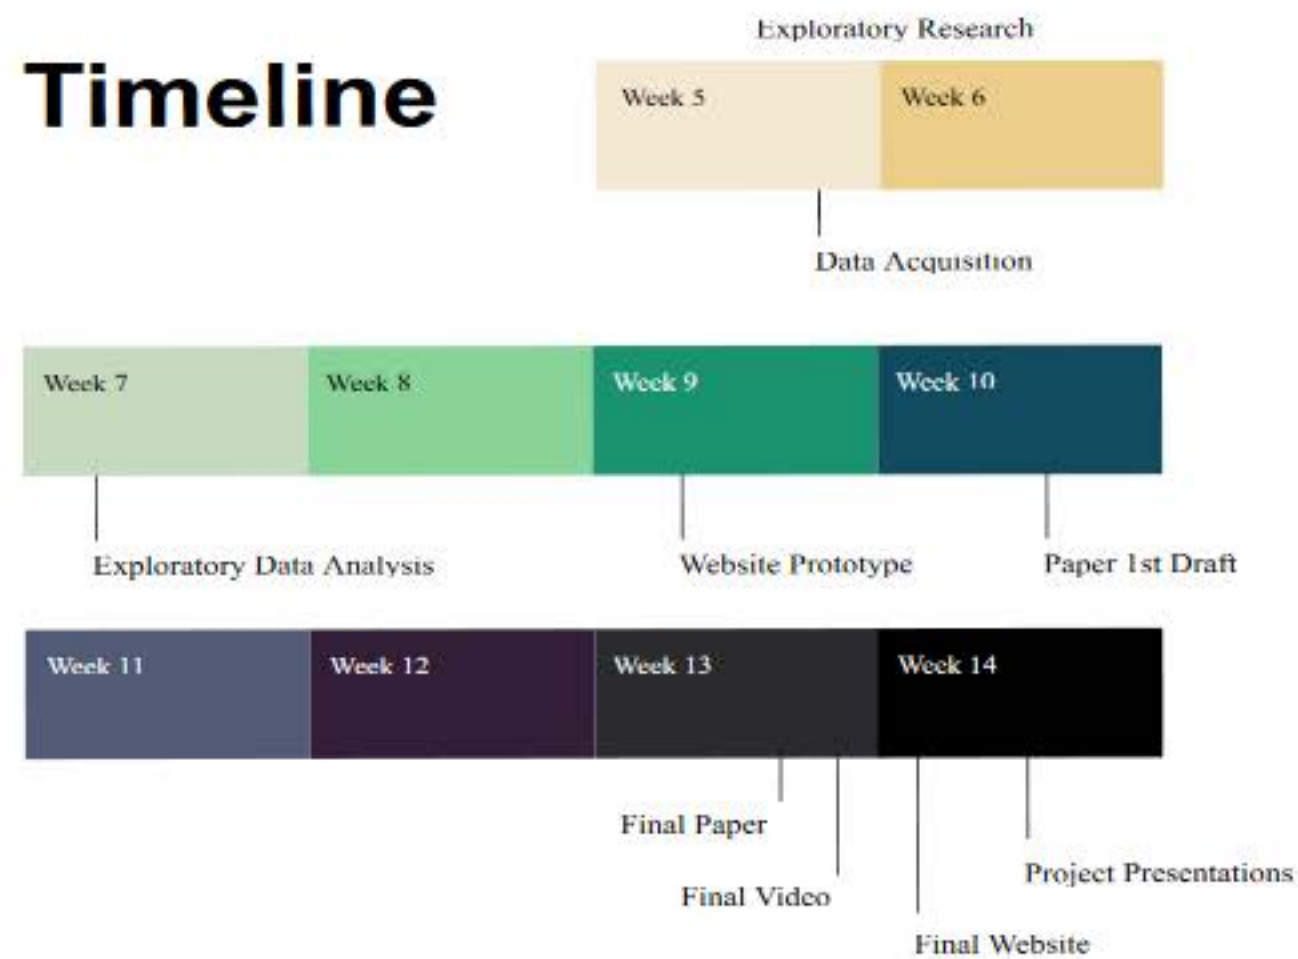 Timeline
Exploratory Research
Week 5
Week 6
Data Acquisition
Week 7
Week 8
Week 9
Week 10
Exploratory Data Analysis
Website Prototype
Paper 1st Draft
Week 11
Week 12
Week 13
Week 14
Final Paper
Project Presentations
Final Video
Final Website